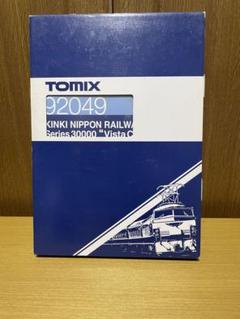 TOMIX
92049
KINKI NIPPON RAILWA
Series 30000 "Vista C